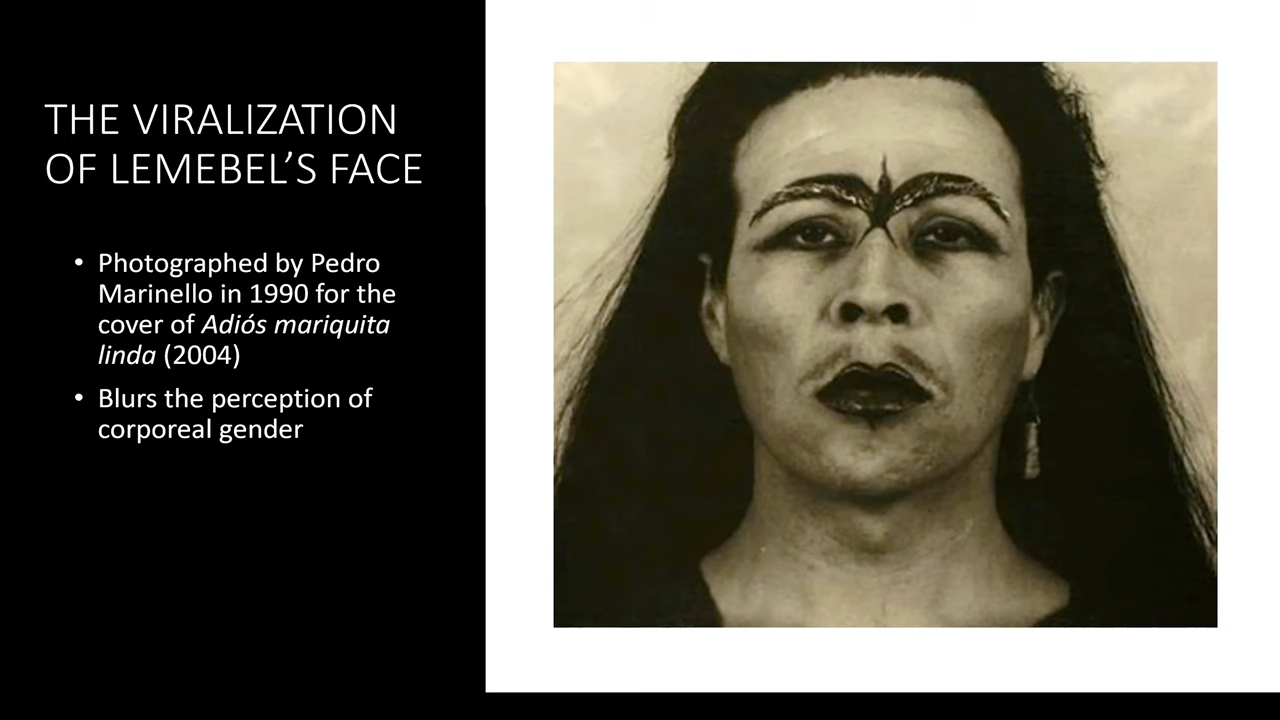 THE VIRALIZATION
OF LEMEBEL’S FACE
• Photographed by Pedro
Marinello in 1990 for the
cover of Adiós mariquita
linda (2004)
• Blurs the perception of
corporeal gender